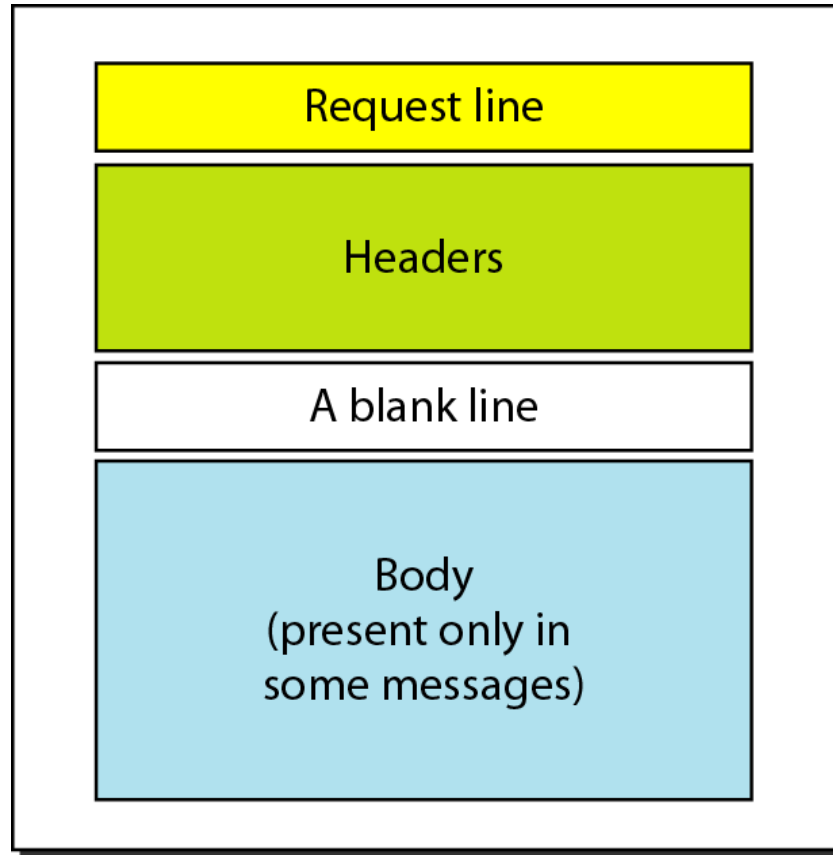 Request line
Headers
A blank line
Body
(present only in
some messages)